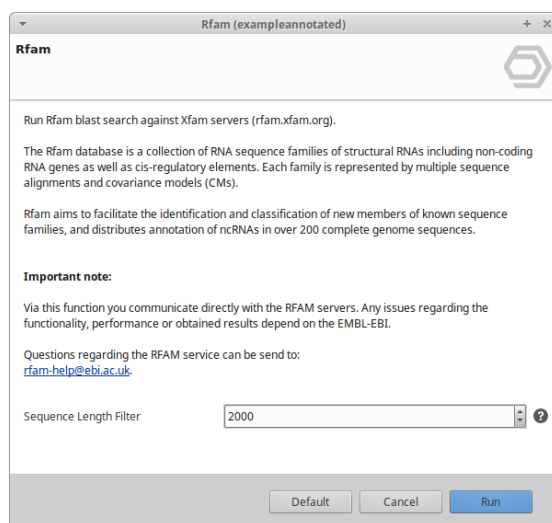 Rfam (exampleannotated)
Rfam
Run Rfam blast search against Xfam servers (rfam.xfam.org).
The Rfam database is a collection of RNA sequence families of structural RNAs including non-coding
RNA genes as well as cis-regulatory elements. Each family is represented by multiple sequence
alignments and covariance models (CMs).
Rfam aims to facilitate the identification and classification of new members of known sequence
families, and distributes annotation of ncRNAs in over 200 complete genome sequences.
Important note:
Via this function you communicate directly with the RFAM servers. Any issues regarding the
functionality, performance or obtained results depend on the EMBL-EBI.
Questions regarding the RFAM service can be send to:
rfam-help@ebi.ac.uk.
Sequence Length Filter 2000
Default Cancel Run